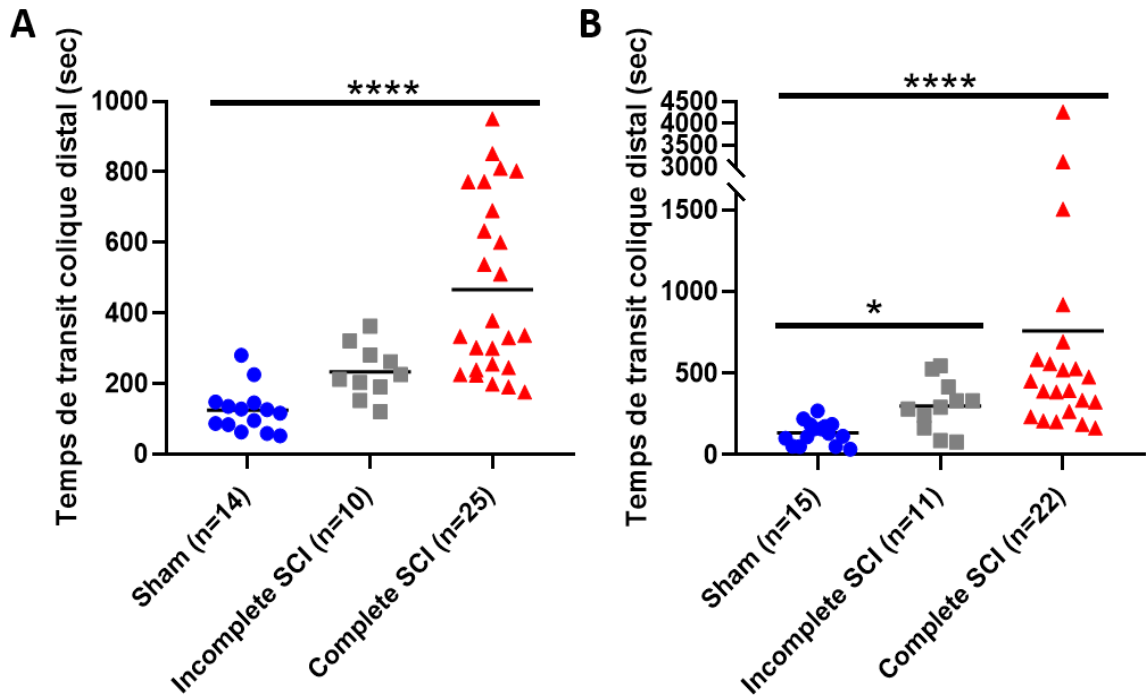 A
Temps de transit colique distal (sec)
****
1000
800
600
400
200
0
Sham (n=14)
Incomplete SCI (n=10)
Complete SCI (n=25)
B
Temps de transit colique distal (sec)
****
*
4500
4000
3500
3000
1500
1000
500
0
Sham (n=15)
Incomplete SCI (n=11)
Complete SCI (n=22)